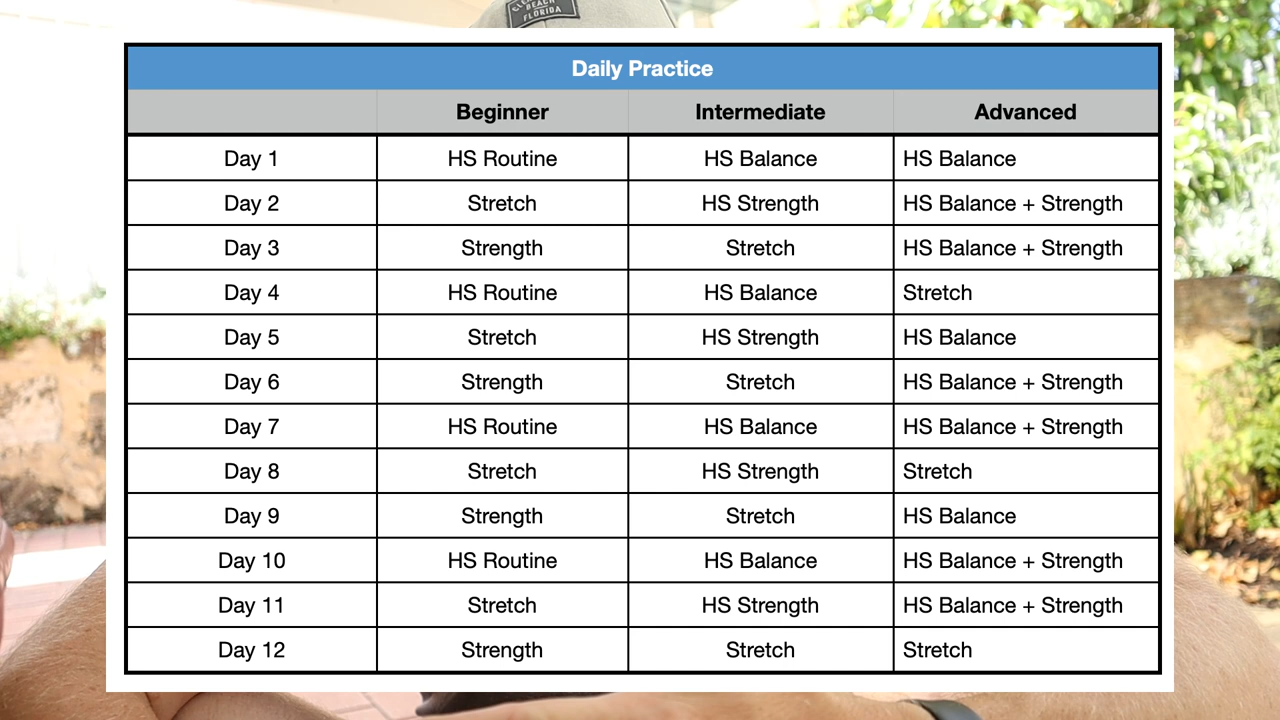 BEACH
FLORIDA
Daily Practice
Beginner Intermediate Advanced
Day 1 HS Routine HS Balance HS Balance
Day 2 Stretch HS Strength HS Balance + Strength
Day 3 Strength Stretch HS Balance + Strength
Day 4 HS Routine HS Balance Stretch
Day 5 Stretch HS Strength HS Balance
Day 6 Strength Stretch HS Balance + Strength
Day 7 HS Routine HS Balance HS Balance + Strength
Day 8 Stretch HS Strength Stretch
Day 9 Strength Stretch HS Balance
Day 10 HS Routine HS Balance HS Balance + Strength
Day 11 Stretch HS Strength HS Balance + Strength
Day 12 Strength Stretch Stretch